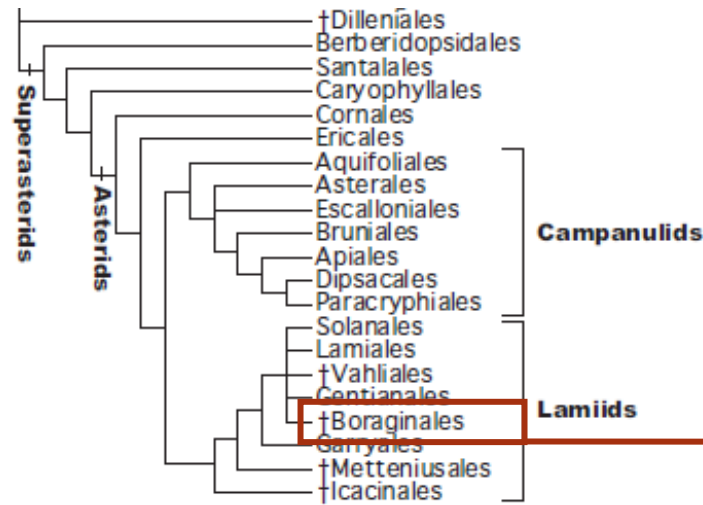 †Dilleniales
Berberidopsidales
Santalales
Caryophyllales
Cornales
Ericales
Aquifoliales
Asterales
Escalloniales
Bruniales
Apiales
Dipsacales
Paracryphiales
Solanales
Lamiales
†Vahliales
Gentianales
†Boraginales
Garryales
†Metteniusales
†Icacinales
Superasterids
Asterids
Campanulids
Lamiids